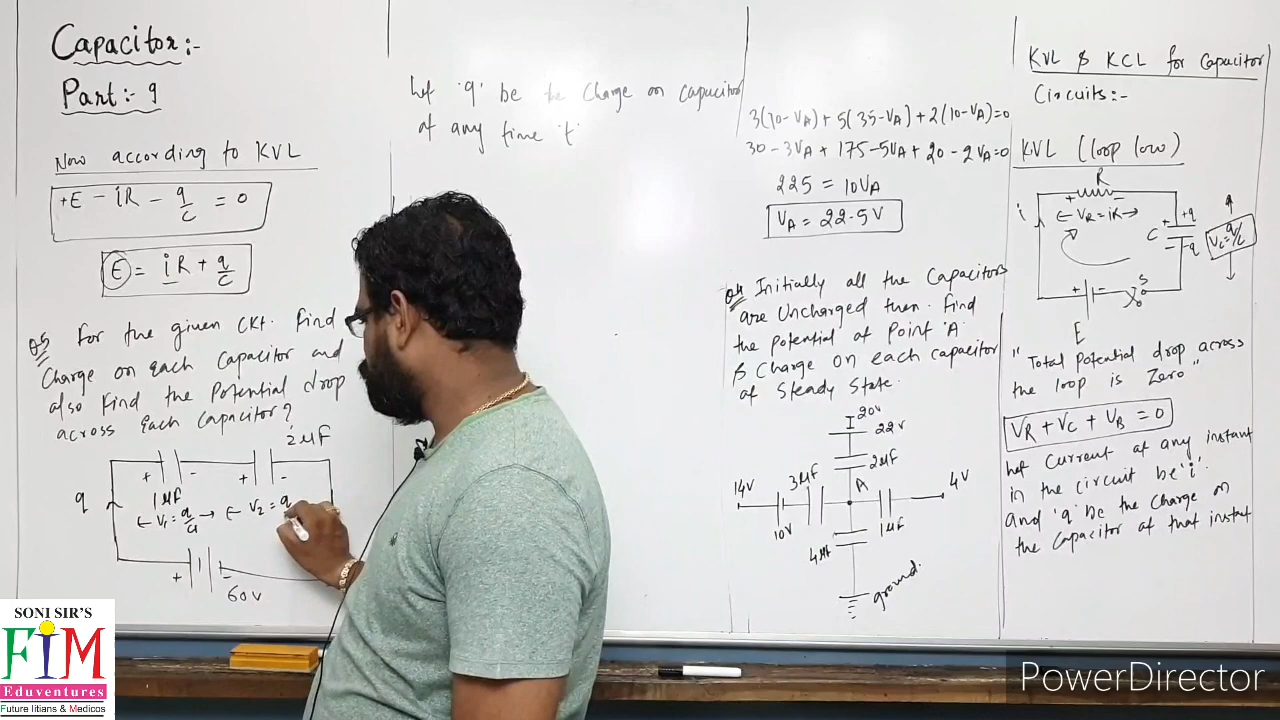 Capacitor:-
Part:- 9
Now according to KVL
+E - iR - q/C = 0
E = iR + q/C
Q5 For the given CKt. Find
Charge on each Capacitor and
also Find the Potential drop
across Each Capacitor?
2μF
+ - + -
q
1μF
V1 = q/C1
V2 = q
+ -
60V
Let 'q' be the Charge on capacitor
at any time 't'
3(10-VA) + 5(35-VA) + 2(10-VA)=0
30 - 3VA + 175 - 5VA + 20 - 2VA = 0
225 = 10VA
VA = 22.5 V
Q4 Initially all the Capacitors
are Uncharged then. Find
the potential at Point 'A'
& Charge on each capacitor
at Steady State.
20V
22V
2μF
14V
3μF
A
4V
10V
1μF
4μF
ground.
KVL & KCL for Capacitor
Circuits:-
KVL (loop low)
R
+ -
VR = iR
i
C
+ +q
- -q
VC = q/C
+ -
S
E
"Total potential drop across
the loop is Zero"
VR + VC + VB = 0
Let Current at any instant
in the circuit be 'i'.
and 'q' be the Charge on
the Capacitor at that instant
SONI SIR'S
FIM
Eduventures
Future Iitians & Medicos
PowerDirector